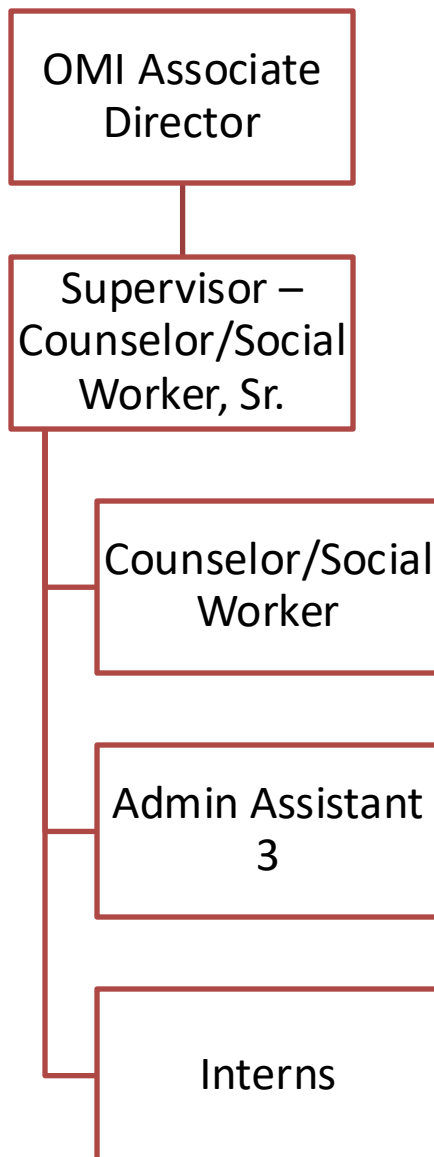 OMI Associate
Director
Supervisor –
Counselor/Social
Worker, Sr.
Counselor/Social
Worker
Admin Assistant
3
Interns